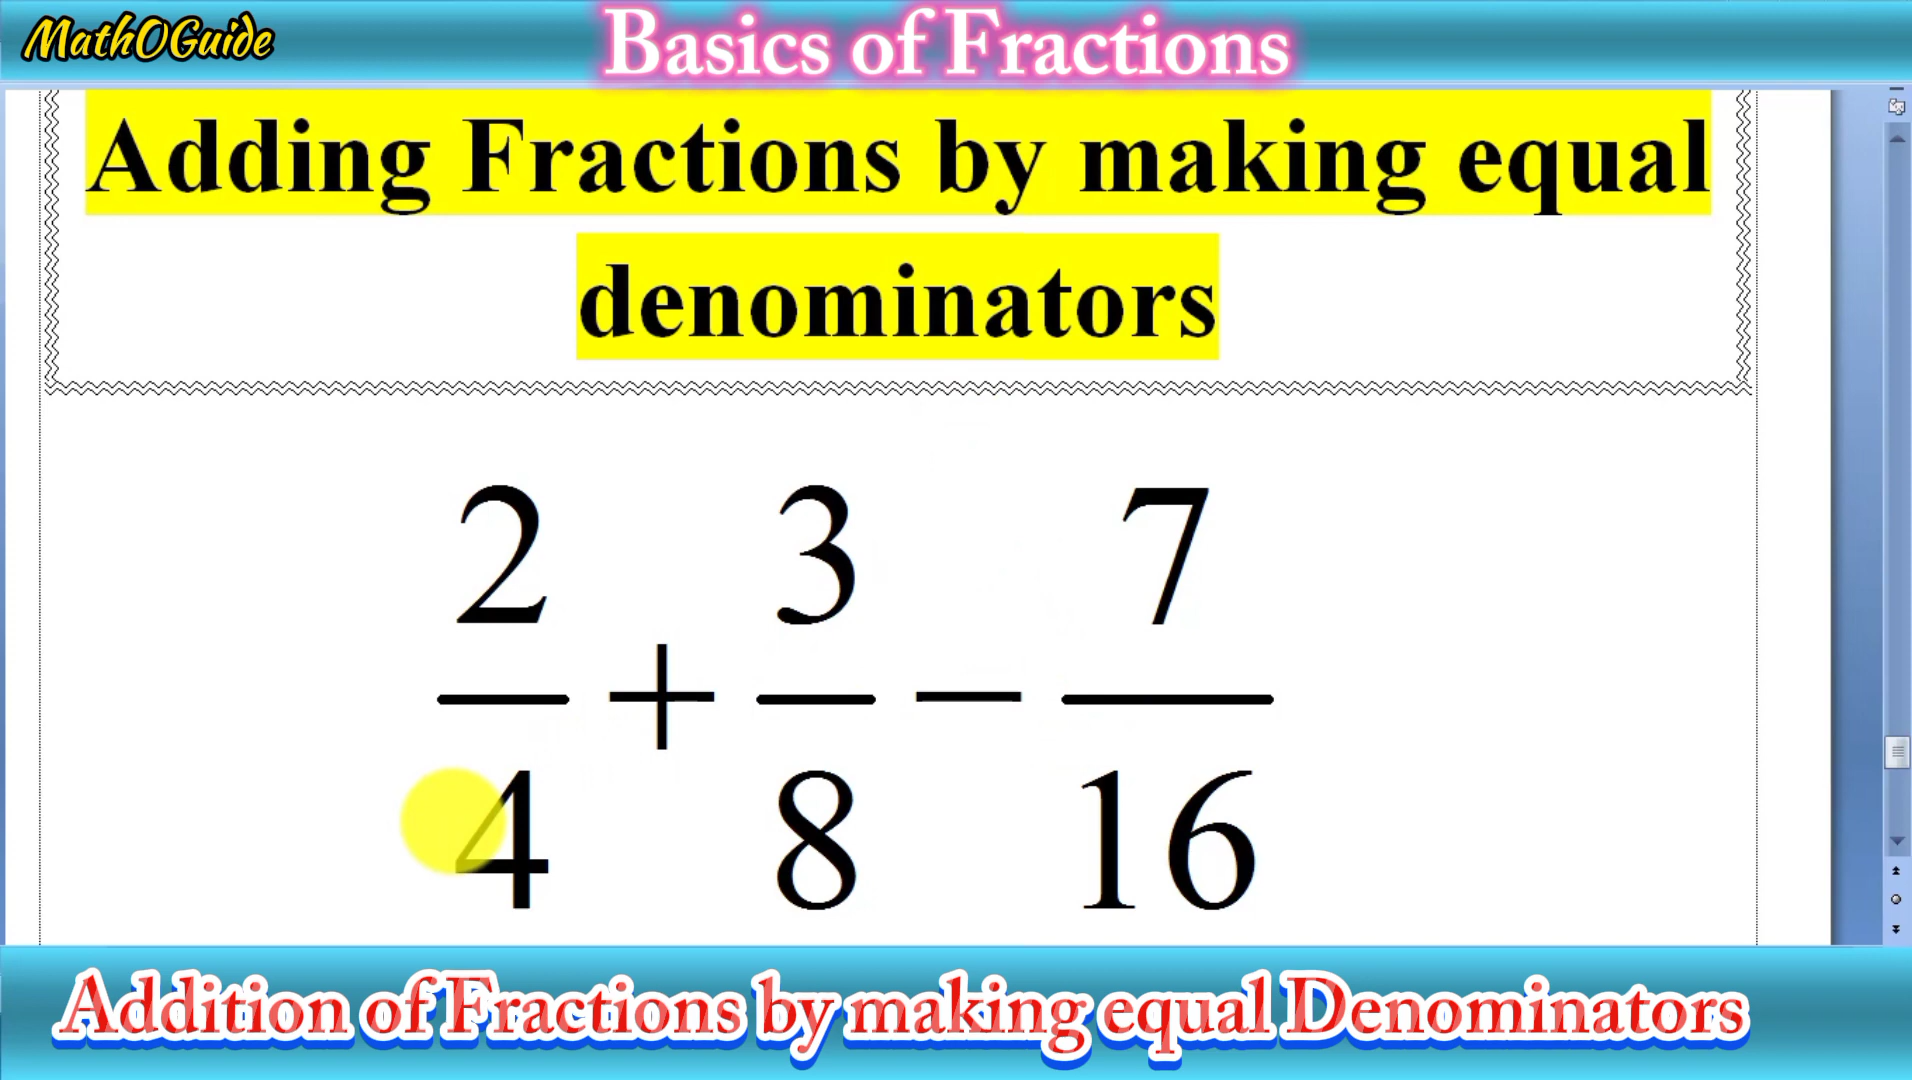 MathOGuide
Basics of Fractions
Adding Fractions by making equal
denominators
2/4 + 3/8 − 7/16
Addition of Fractions by making equal Denominators